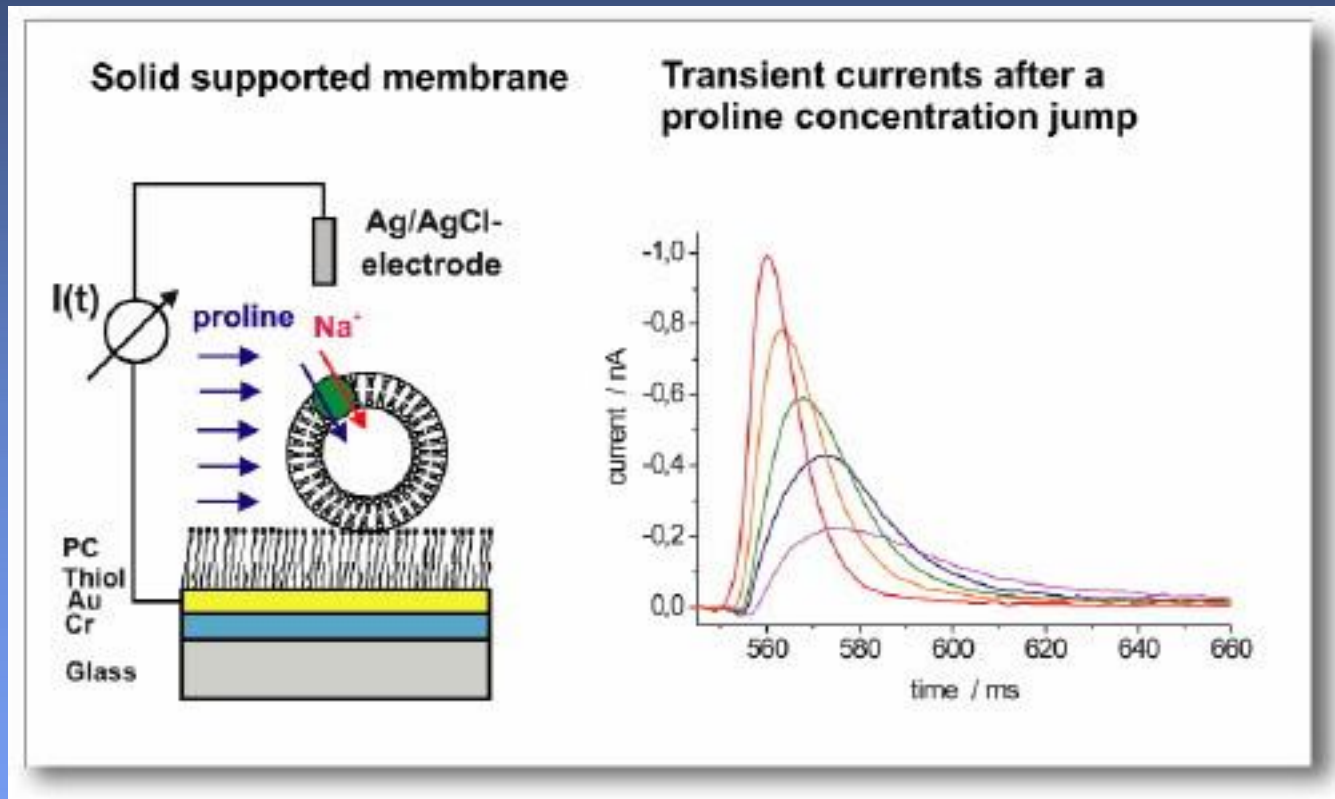 Solid supported membrane
Transient currents after a
proline concentration jump
Ag/AgCl-
electrode
I(t)
proline
Na⁺
PC
Thiol
Au
Cr
Glass
-1,0
-0,8
-0,6
-0,4
-0,2
0,0
current / nA
560 580 600 620 640 660
time / ms